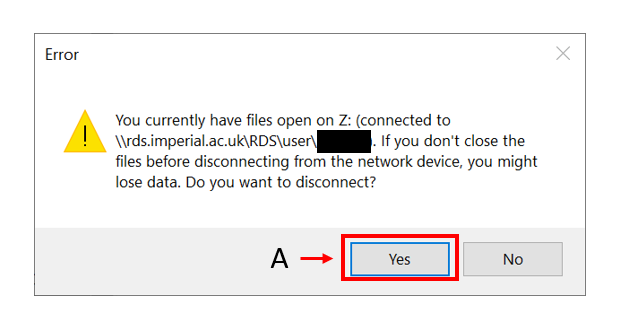 Error
You currently have files open on Z: (connected to
\\rds.imperial.ac.uk\RDS\user\ . If you don't close the
files before disconnecting from the network device, you might
lose data. Do you want to disconnect?
A Yes No